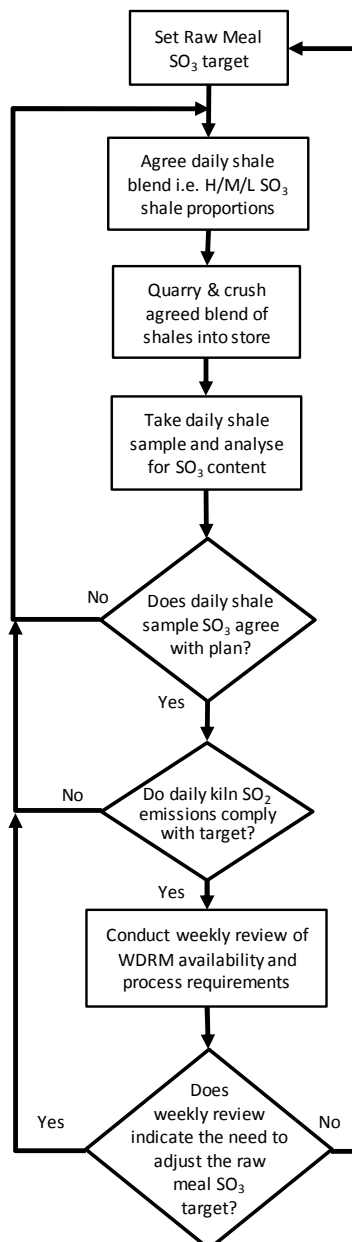 Set Raw Meal
SO₃ target
Agree daily shale
blend i.e. H/M/L SO₃
shale proportions
Quarry & crush
agreed blend of
shales into store
Take daily shale
sample and analyse
for SO₃ content
No
Does daily shale
sample SO₃ agree
with plan?
Yes
No
Do daily kiln SO₂
emissions comply
with target?
Yes
Conduct weekly review of
WDRM availability and
process requirements
Yes
Does
weekly review
indicate the need to
adjust the raw
meal SO₃
target?
No